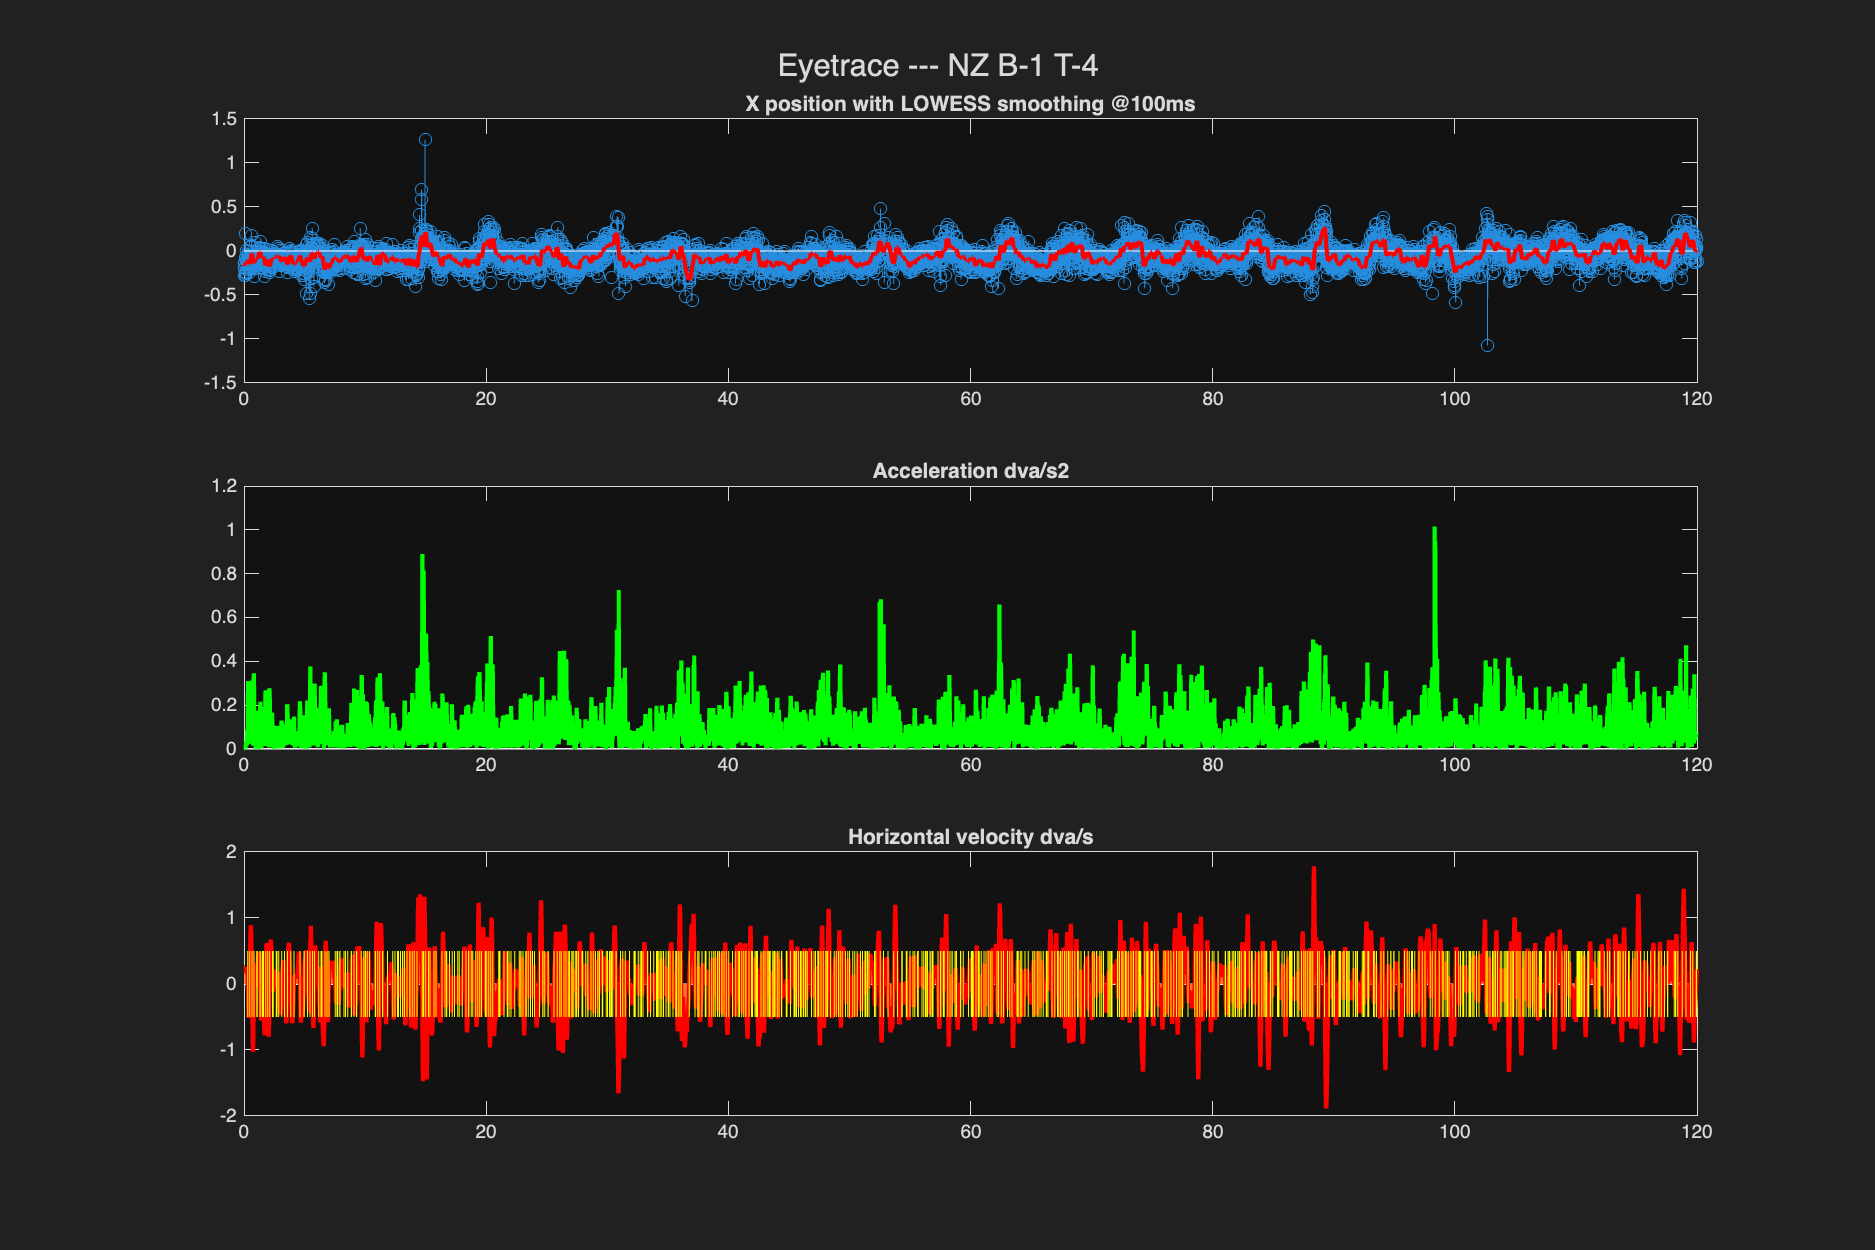 Eyetrace --- NZ B-1 T-4
X position with LOWESS smoothing @100ms
1.5
1
0.5
0
-0.5
-1
-1.5
0 20 40 60 80 100 120
Acceleration dva/s2
1.2
1
0.8
0.6
0.4
0.2
0
0 20 40 60 80 100 120
Horizontal velocity dva/s
2
1
0
-1
-2
0 20 40 60 80 100 120